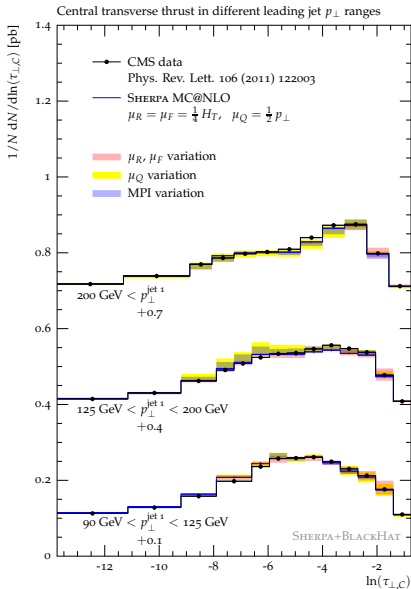 Central transverse thrust in different leading jet p⊥ ranges
1/N dN/dln(τ⊥,C) [pb]
CMS data
Phys. Rev. Lett. 106 (2011) 122003
SHERPA MC@NLO
μR = μF = 1/4 HT, μQ = 1/2 p⊥
μR, μF variation
μQ variation
MPI variation
200 GeV < p⊥^jet 1
+0.7
125 GeV < p⊥^jet 1 < 200 GeV
+0.4
90 GeV < p⊥^jet 1 < 125 GeV
+0.1
SHERPA+BLACKHAT
1.4
1.2
1
0.8
0.6
0.4
0.2
0
-12 -10 -8 -6 -4 -2
ln(τ⊥,C)